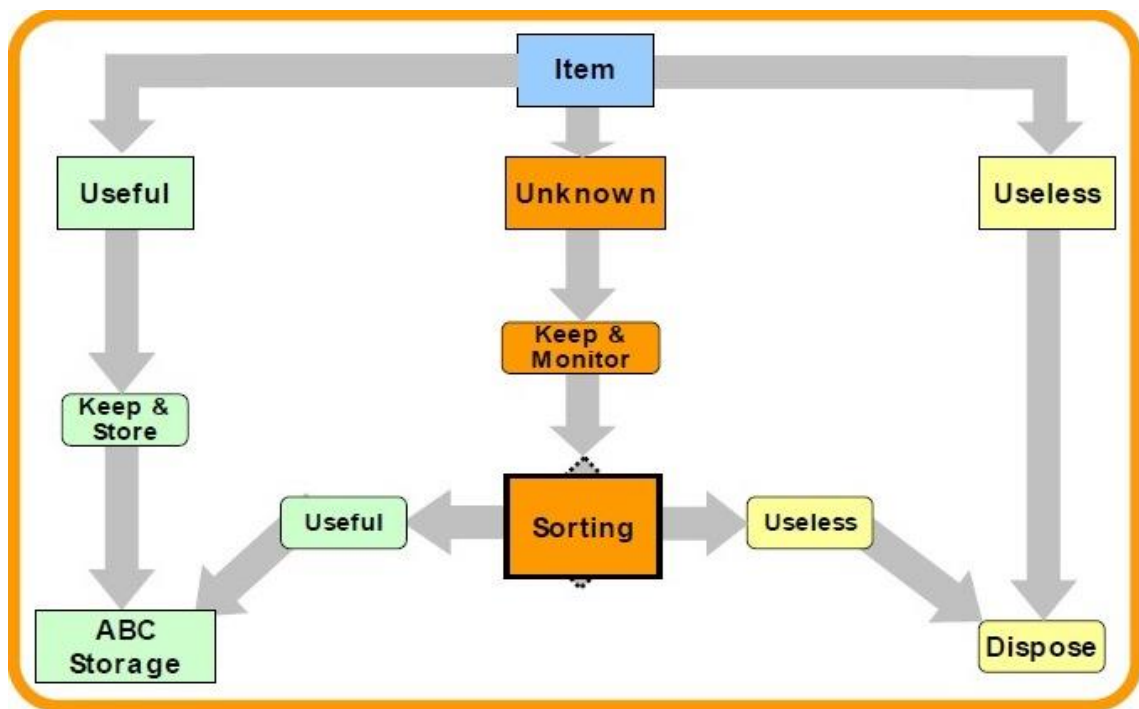 Item
Useful
Unknown
Useless
Keep &
Monitor
Keep &
Store
Useful
Sorting
Useless
ABC
Storage
Dispose